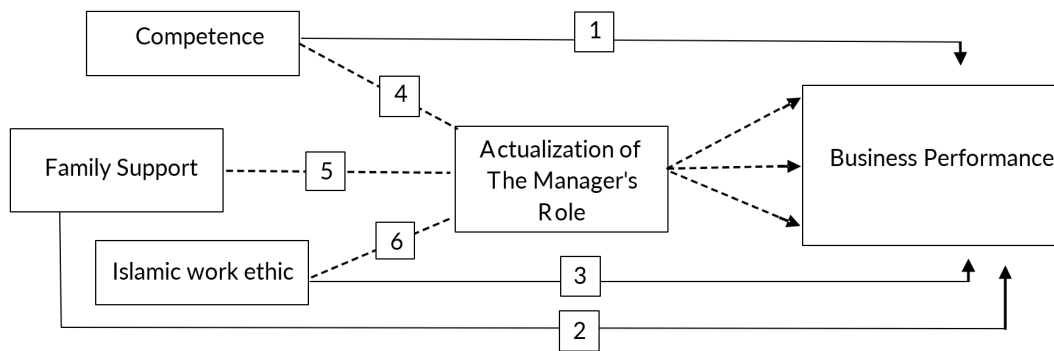 Competence
1
4
Actualization of
The Manager's
Role
Business Performance
Family Support
5
6
Islamic work ethic
3
2